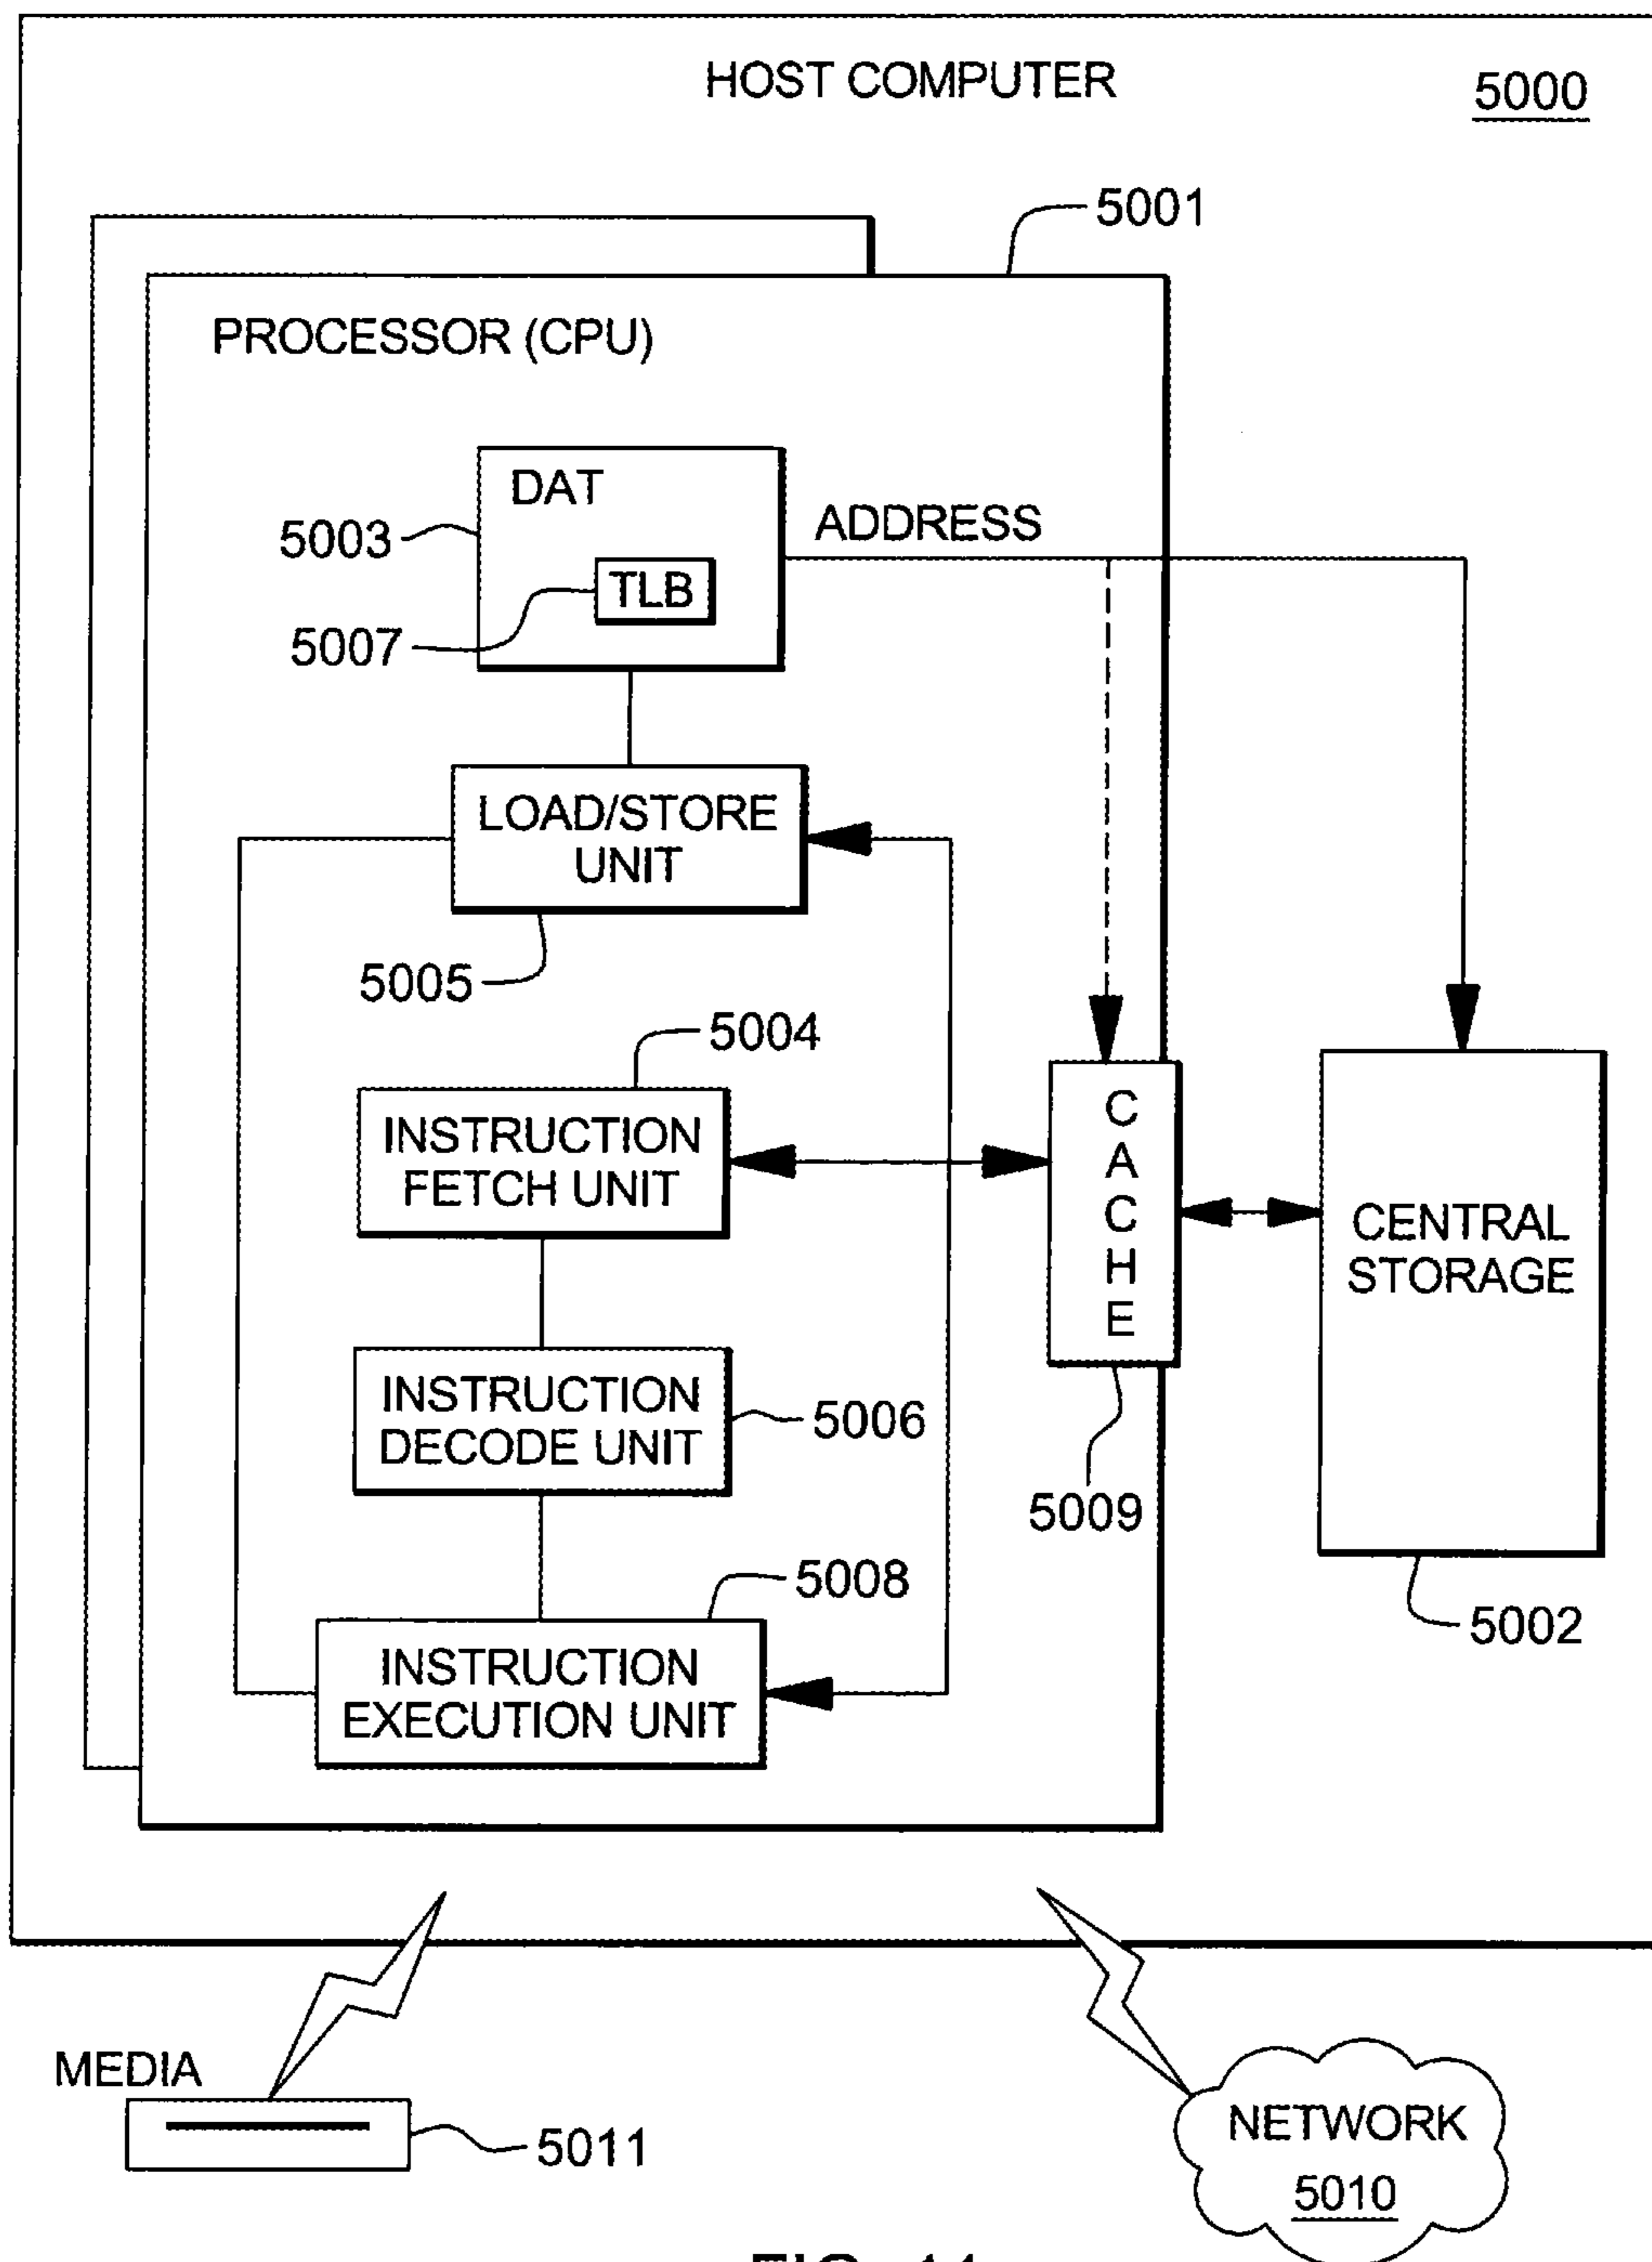 HOST COMPUTER
5000
5001
PROCESSOR (CPU)
DAT
5003
ADDRESS
TLB
5007
LOAD/STORE
UNIT
5005
5004
INSTRUCTION
FETCH UNIT
CACHE
CENTRAL
STORAGE
INSTRUCTION
DECODE UNIT
5006
5009
5008
5002
INSTRUCTION
EXECUTION UNIT
MEDIA
5011
NETWORK
5010